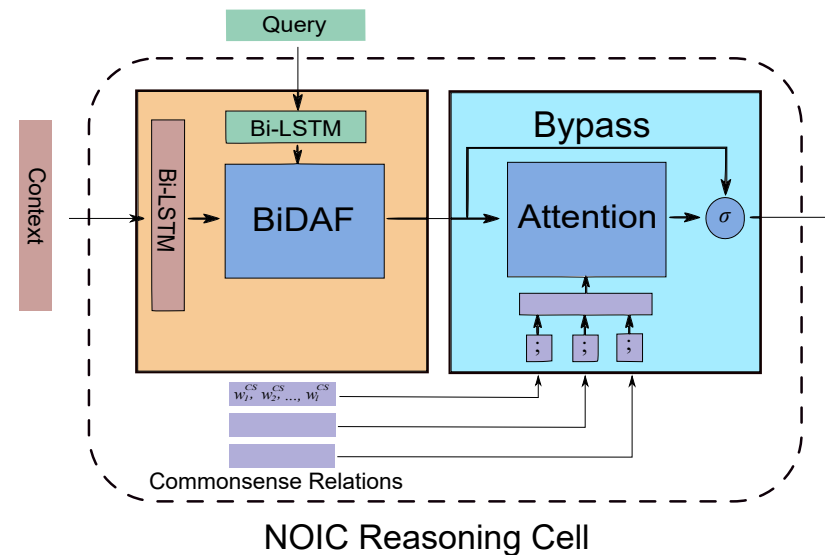 Query
Context
Bi-LSTM
Bi-LSTM
BiDAF
Bypass
Attention
σ
; ; ;
w₁ᶜˢ, w₂ᶜˢ, ..., wₗᶜˢ
Commonsense Relations
NOIC Reasoning Cell